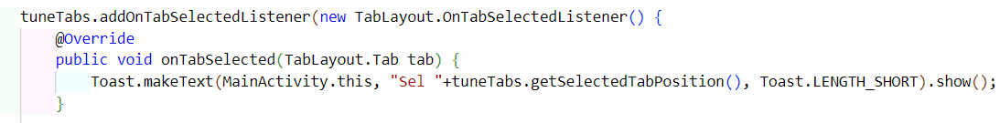 tuneTabs.addOnTabSelectedListener(new TabLayout.OnTabSelectedListener() {
@Override
public void onTabSelected(TabLayout.Tab tab) {
Toast.makeText(MainActivity.this, "Sel "+tuneTabs.getSelectedTabPosition(), Toast.LENGTH_SHORT).show();
}